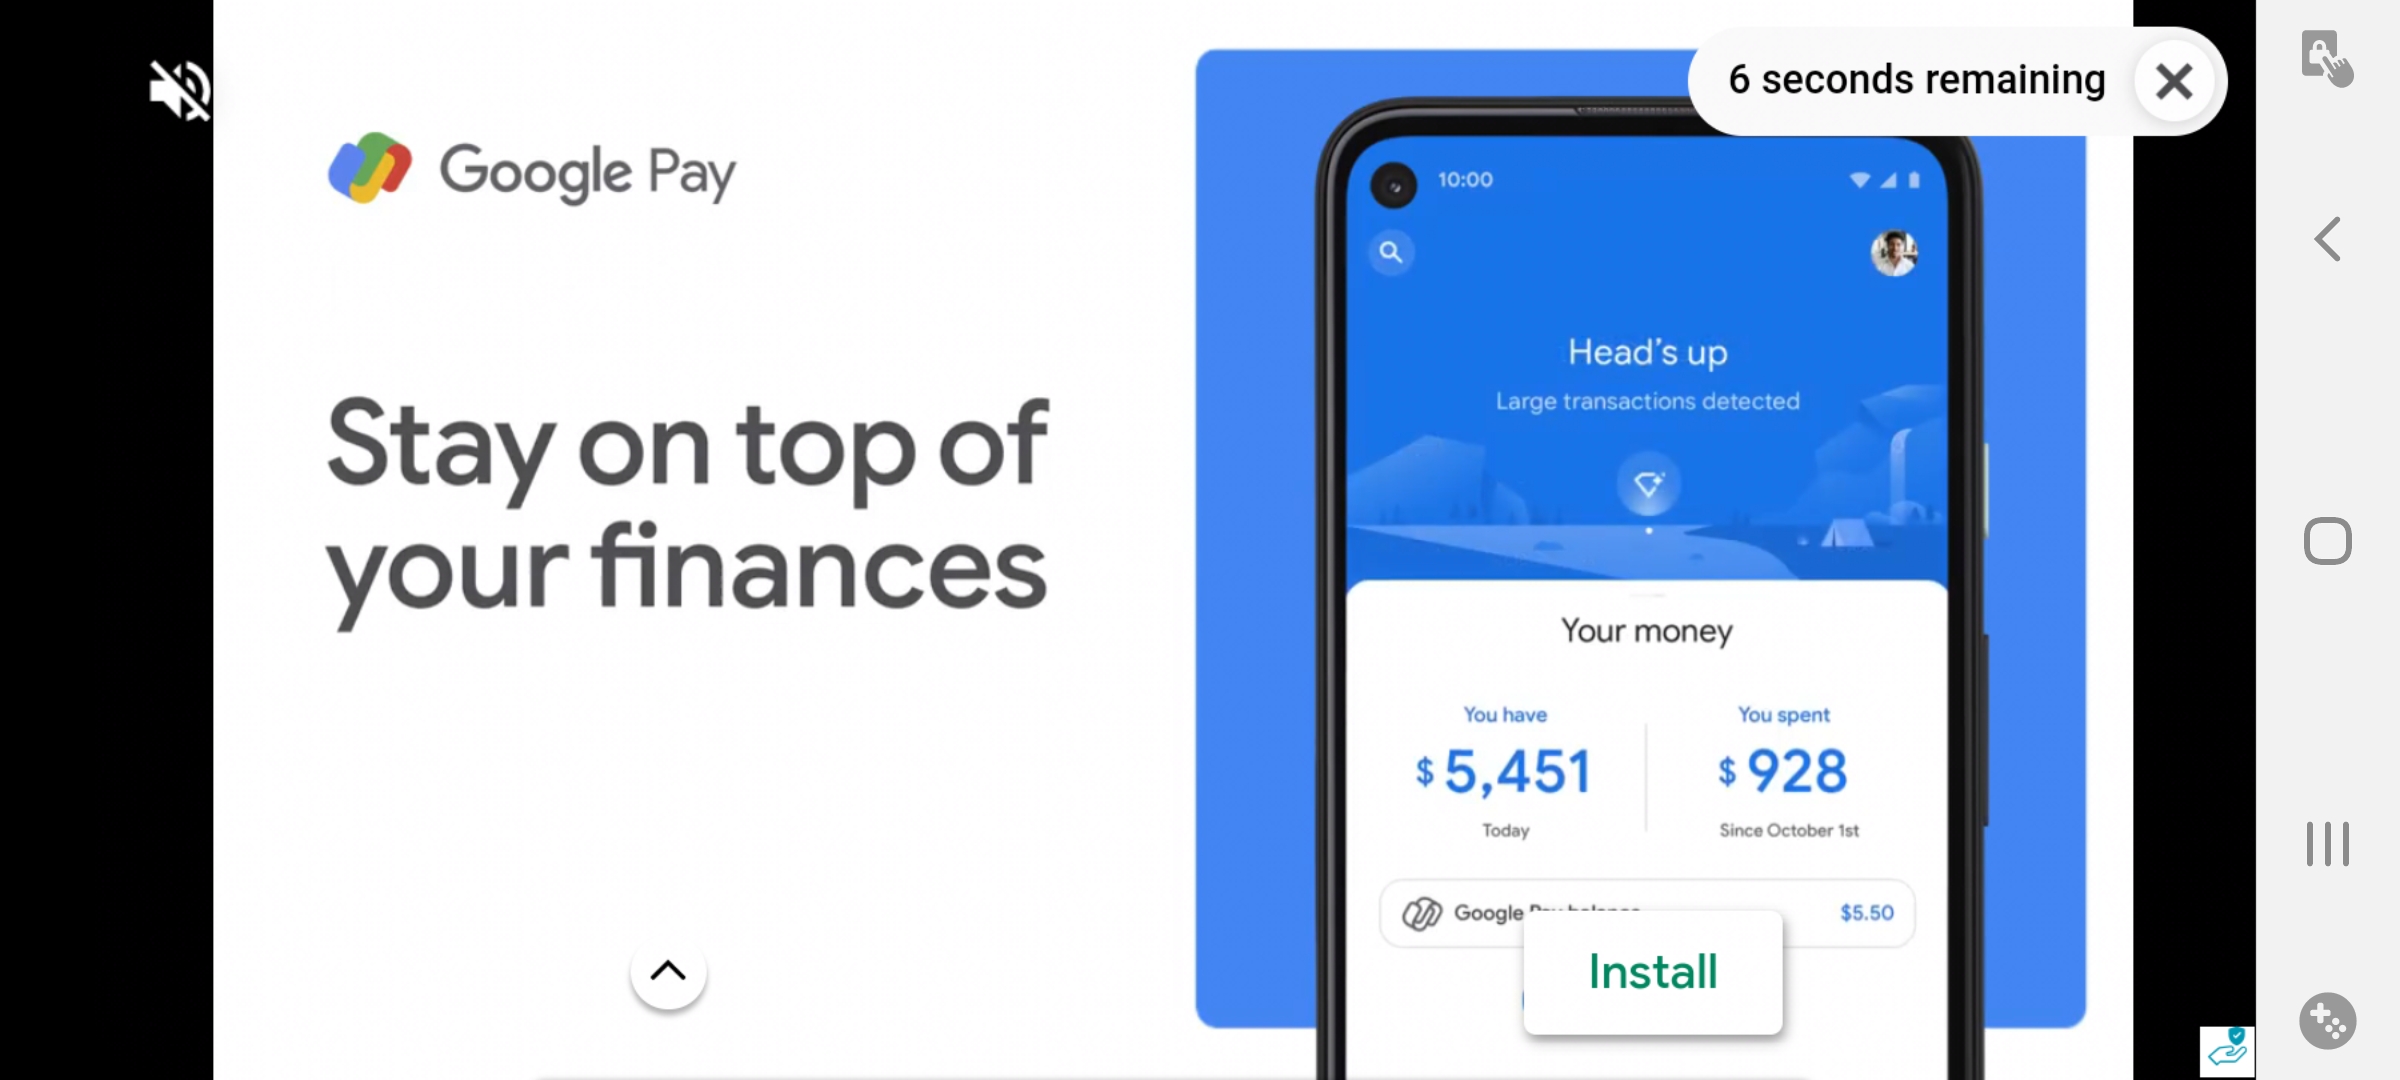 6 seconds remaining
Google Pay
Stay on top of
your finances
10:00
Head's up
Large transactions detected
Your money
You have
$5,451
Today
You spent
$928
Since October 1st
Google
$5.50
Install